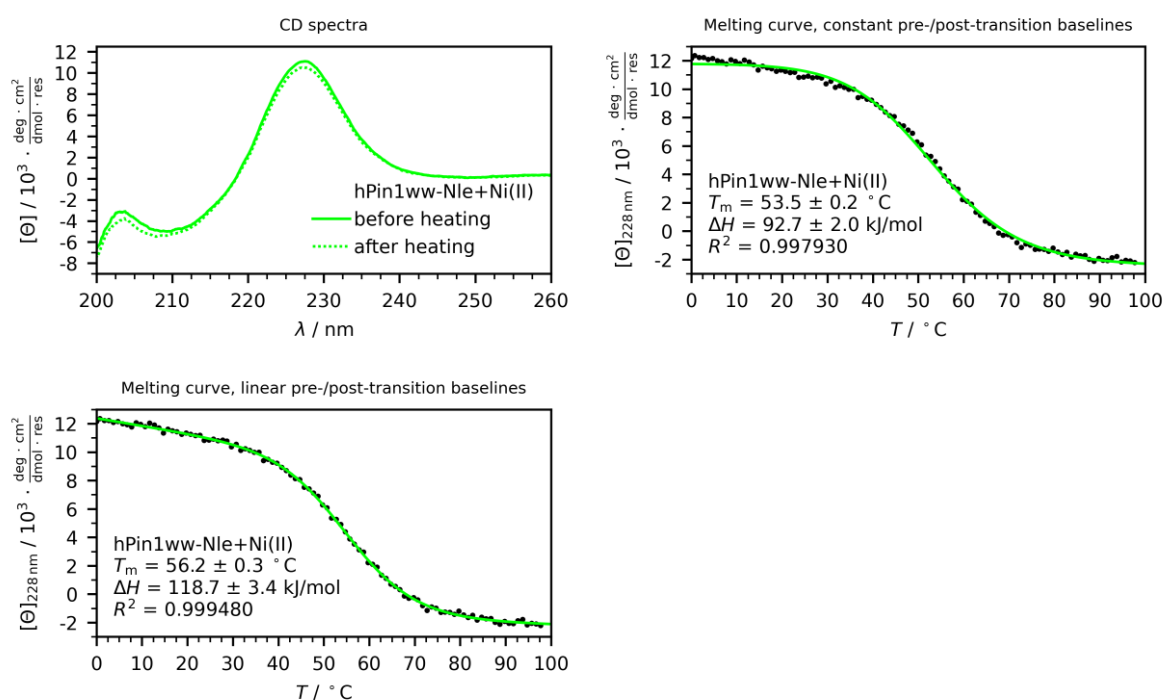 CD spectra
12
10
8
6
4
2
0
-2
-4
-6
-8
[Θ] / 10³ · deg · cm² / dmol · res
hPin1ww-Nle+Ni(II)
before heating
after heating
200 210 220 230 240 250 260
λ / nm
Melting curve, constant pre-/post-transition baselines
12
10
8
6
4
2
0
-2
[Θ]₂₂₈ ₙₘ / 10³ · deg · cm² / dmol · res
hPin1ww-Nle+Ni(II)
Tₘ = 53.5 ± 0.2 °C
ΔH = 92.7 ± 2.0 kJ/mol
R² = 0.997930
0 10 20 30 40 50 60 70 80 90 100
T / °C
Melting curve, linear pre-/post-transition baselines
12
10
8
6
4
2
0
-2
[Θ]₂₂₈ ₙₘ / 10³ · deg · cm² / dmol · res
hPin1ww-Nle+Ni(II)
Tₘ = 56.2 ± 0.3 °C
ΔH = 118.7 ± 3.4 kJ/mol
R² = 0.999480
0 10 20 30 40 50 60 70 80 90 100
T / °C